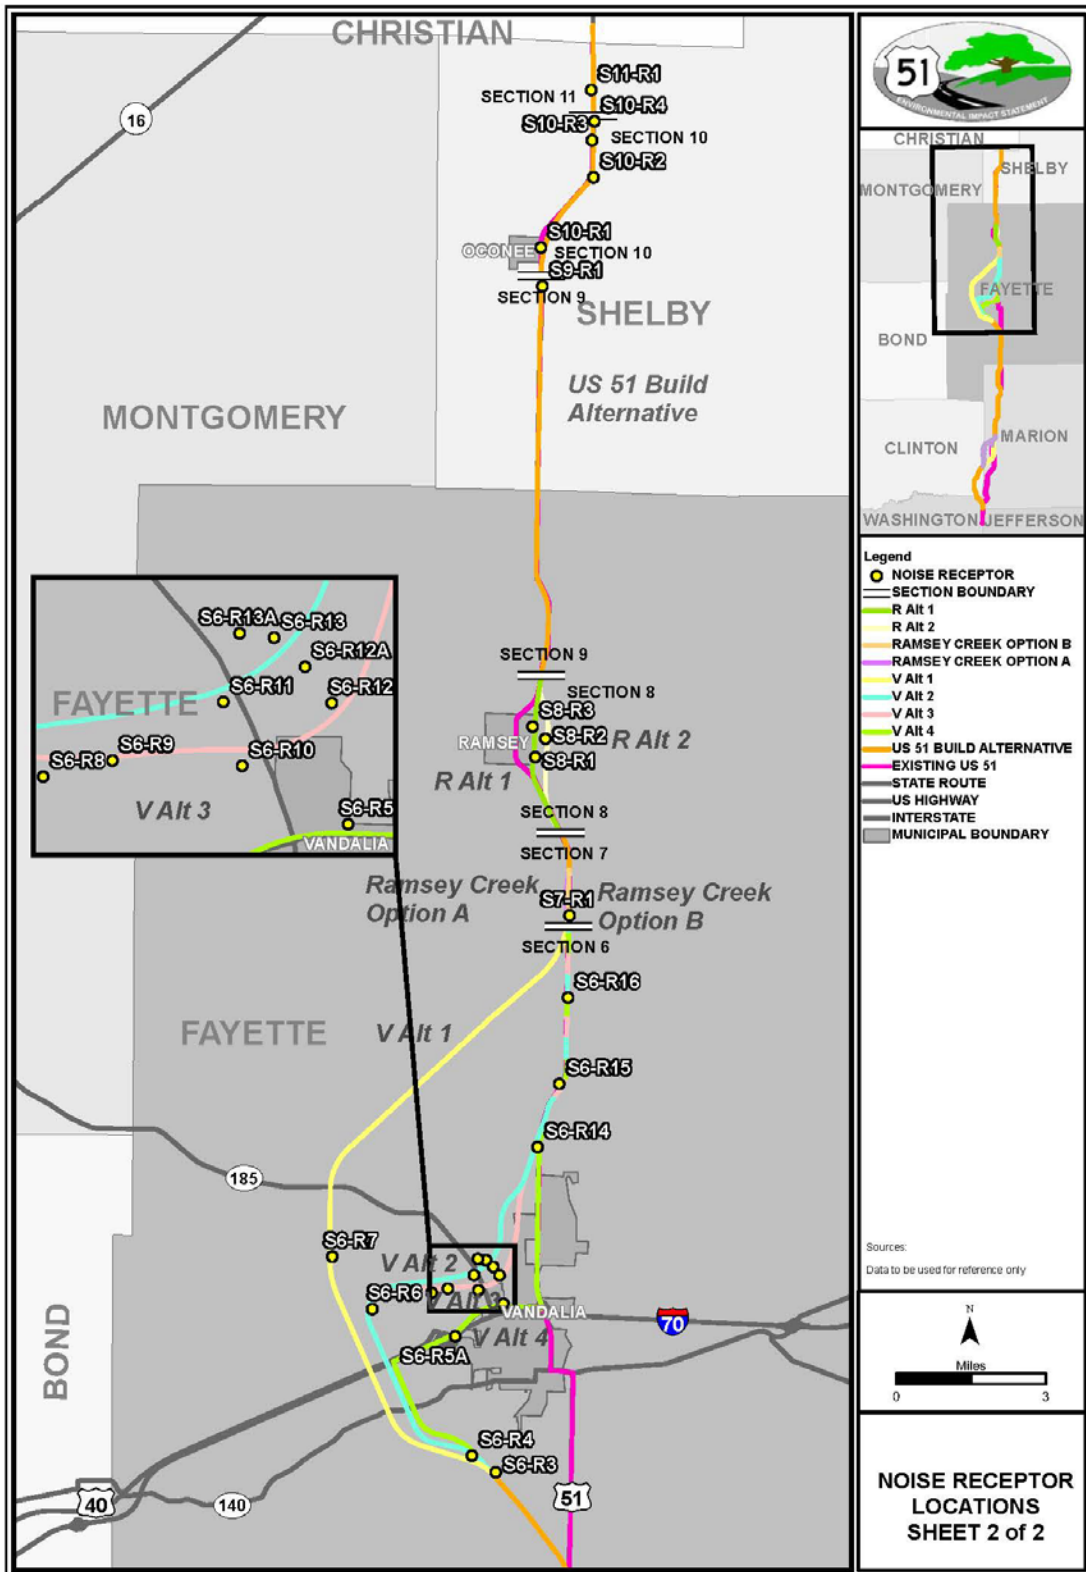 CHRISTIAN
16
S11-R1
SECTION 11
S10-R4
S10-R3
SECTION 10
S10-R2
S10-R1
OCONEE
SECTION 10
S9-R1
SECTION 9
SHELBY
US 51 Build
Alternative
MONTGOMERY
S6-R13A
S6-R13
S6-R12A
S6-R11
S6-R12
FAYETTE
S6-R8
S6-R9
S6-R10
V Alt 3
S6-R5
VANDALIA
SECTION 9
SECTION 8
S8-R3
RAMSEY
S8-R2
R Alt 2
S8-R1
R Alt 1
SECTION 8
SECTION 7
Ramsey Creek
Option A
S7-R1
Ramsey Creek
Option B
SECTION 6
S6-R16
FAYETTE
V Alt 1
S6-R15
S6-R14
185
S6-R7
V Alt 2
S6-R6
V Alt 3
VANDALIA
70
V Alt 4
S6-R5A
BOND
S6-R4
S6-R3
40
140
51
51
ENVIRONMENTAL IMPACT STATEMENT
CHRISTIAN
SHELBY
MONTGOMERY
FAYETTE
BOND
CLINTON
MARION
WASHINGTON
JEFFERSON
Legend
NOISE RECEPTOR
SECTION BOUNDARY
R Alt 1
R Alt 2
RAMSEY CREEK OPTION B
RAMSEY CREEK OPTION A
V Alt 1
V Alt 2
V Alt 3
V Alt 4
US 51 BUILD ALTERNATIVE
EXISTING US 51
STATE ROUTE
US HIGHWAY
INTERSTATE
MUNICIPAL BOUNDARY
Sources:
Data to be used for reference only
N
Miles
0 3
NOISE RECEPTOR
LOCATIONS
SHEET 2 of 2